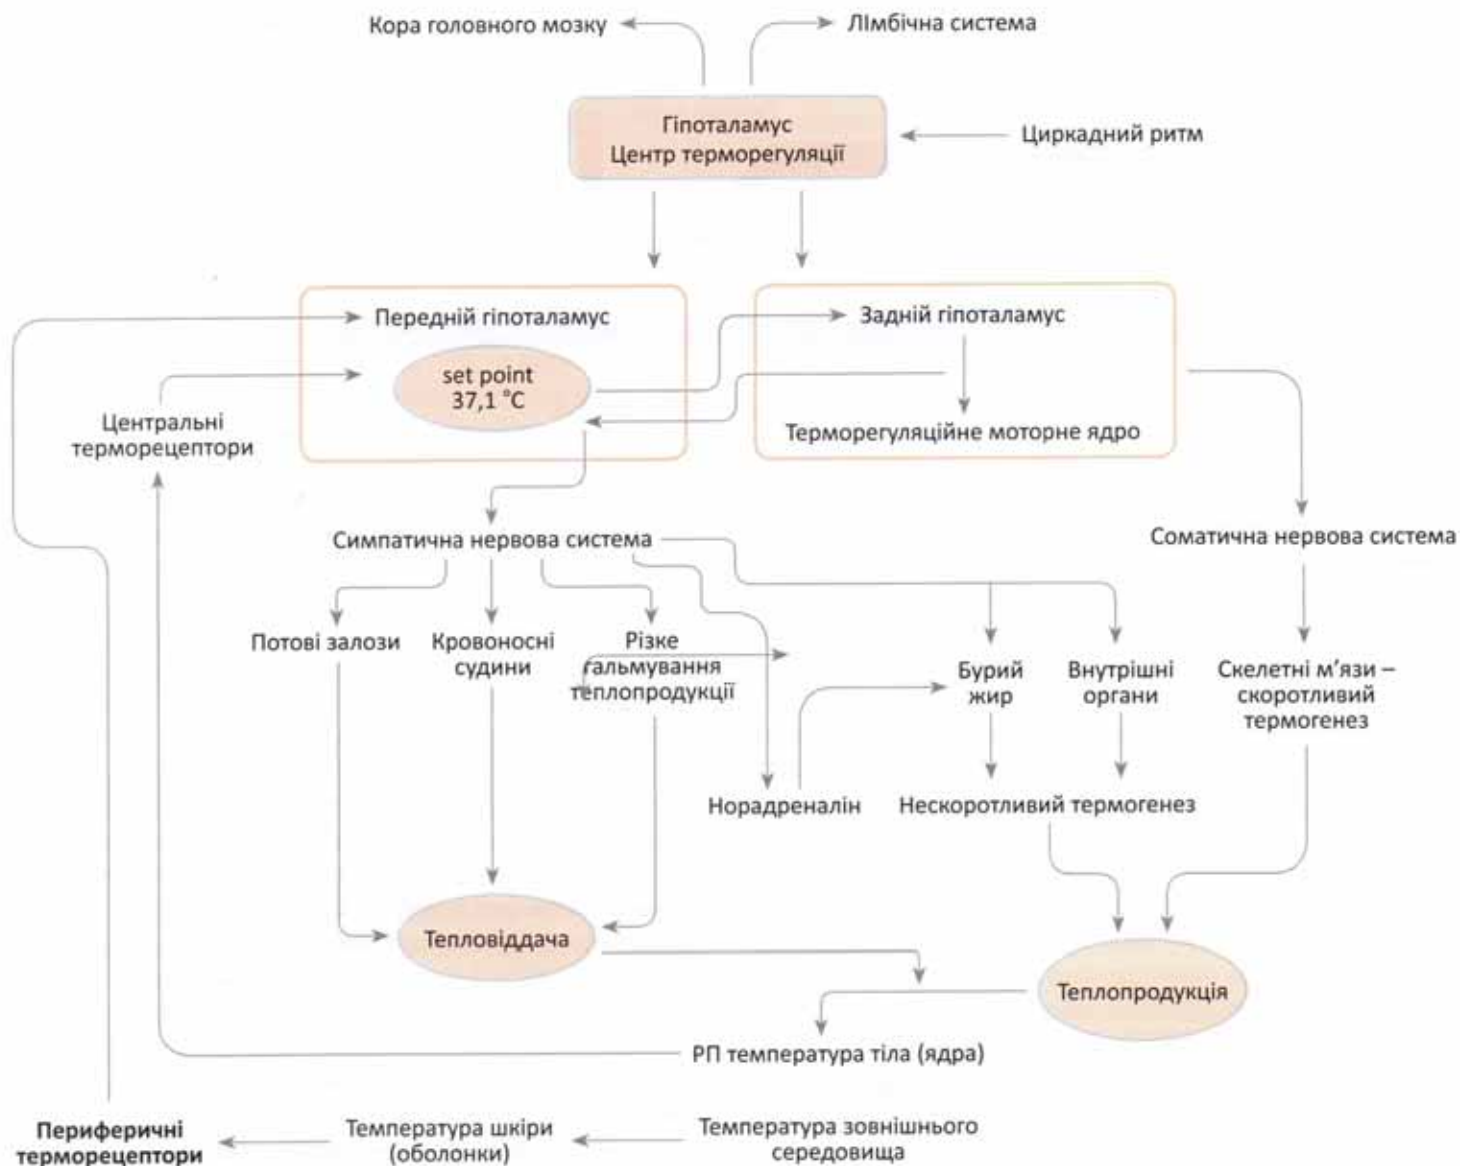 Кора головного мозку
ЛІмбічна система
Гіпоталамус
Центр терморегуляції
Циркадний ритм
Передній гіпоталамус
Задній гіпоталамус
set point
37,1 °C
Центральні
терморецептори
Терморегуляційне моторне ядро
Симпатична нервова система
Соматична нервова система
Потові залози
Кровоносні
судини
Різке
гальмування
теплопродукції
Бурий
жир
Внутрішні
органи
Скелетні м’язи –
скоротливий
термогенез
Норадреналін
Нескоротливий термогенез
Тепловіддача
Теплопродукція
РП температура тіла (ядра)
Периферичні
терморецептори
Температура шкіри
(оболонки)
Температура зовнішнього
середовища